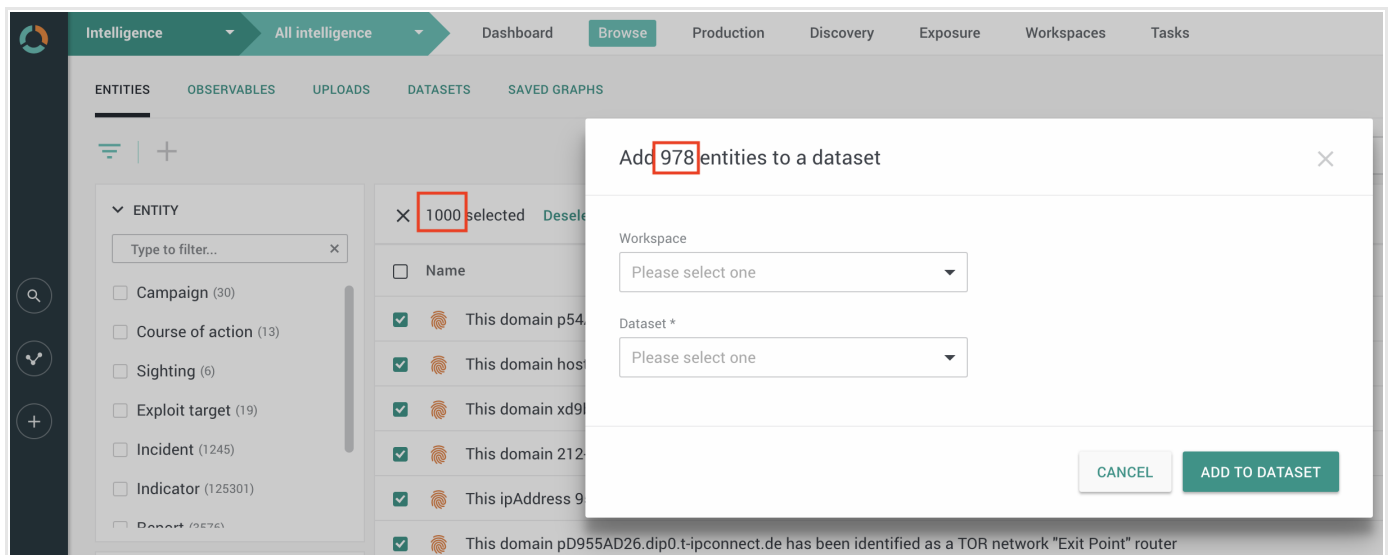 Intelligence All intelligence Dashboard Browse Production Discovery Exposure Workspaces Tasks
ENTITIES OBSERVABLES UPLOADS DATASETS SAVED GRAPHS
Add 978 entities to a dataset
ENTITY
1000 selected Desele
Type to filter...
Workspace
Please select one
Name
Campaign (30)
This domain p54
Course of action (13)
Dataset *
Please select one
This domain host
Sighting (6)
This domain xd9
Exploit target (19)
This domain 212-
Incident (1245)
CANCEL ADD TO DATASET
Indicator (125301)
This ipAddress 9
Report (3576)
This domain pD955AD26.dip0.t-ipconnect.de has been identified as a TOR network "Exit Point" router